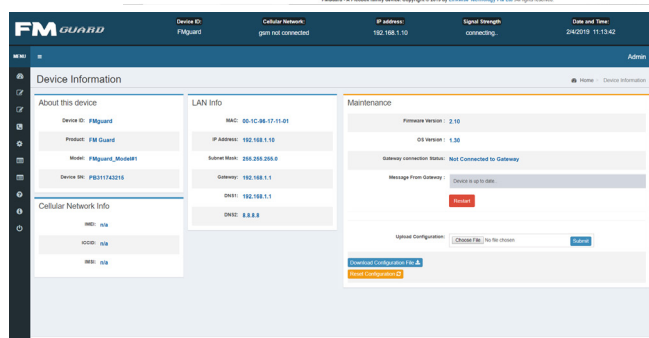 FM GUARD
Device ID:
FMguard
Cellular Network:
gsm not connected
IP address:
192.168.1.10
Signal Strength
connecting..
Date and Time:
2/4/2019 11:13:42
MENU
Admin
Device Information
Home
Device Information
About this device
Device ID: FMguard
Product: FM Guard
Model: FMguard_Model#1
Device SN: PB311743215
Cellular Network Info
IMEI: n/a
ICCID: n/a
IMSI: n/a
LAN Info
MAC: 00-1C-96-17-11-01
IP Address: 192.168.1.10
Subnet Mask: 255.255.255.0
Gateway: 192.168.1.1
DNS1: 192.168.1.1
DNS2: 8.8.8.8
Maintenance
Firmware Version : 2.10
OS Version : 1.30
Gateway connection Status: Not Connected to Gateway
Message From Gateway : Device is up to date.
Restart
Upload Configuration: Choose File No file chosen Submit
Download Configuration File
Reset Configuration